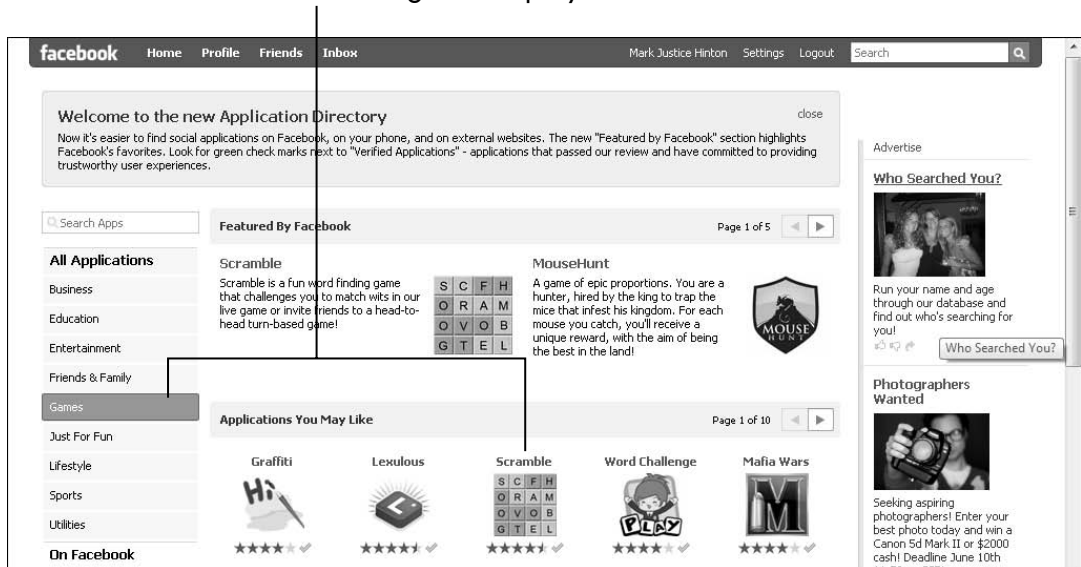 facebook Home Profile Friends Inbox Mark Justice Hinton Settings Logout Search
Welcome to the new Application Directory
close
Now it's easier to find social applications on Facebook, on your phone, and on external websites. The new "Featured by Facebook" section highlights
Facebook's favorites. Look for green check marks next to "Verified Applications" - applications that passed our review and have committed to providing
trustworthy user experiences.
Search Apps
All Applications
Business
Education
Entertainment
Friends & Family
Games
Just For Fun
Lifestyle
Sports
Utilities
On Facebook
Featured By Facebook
Page 1 of 5
Scramble
Scramble is a fun word finding game
that challenges you to match wits in our
live game or invite friends to a head-to-
head turn-based game!
S C F H
O R A M
O V O B
G T E L
MouseHunt
A game of epic proportions. You are a
hunter, hired by the king to trap the
mice that infest his kingdom. For each
mouse you catch, you'll receive a
unique reward, with the aim of being
the best in the land!
MOUSE
HUNT
Applications You May Like
Page 1 of 10
Graffiti
Hi
Lexulous
L
Scramble
S C F H
O R A M
O V O B
G T E L
Word Challenge
PLAY
Mafia Wars
M
Advertise
Who Searched You?
Run your name and age
through our database and
find out who's searching for
you!
Who Searched You?
Photographers
Wanted
Seeking aspiring
photographers! Enter your
best photo today and win a
Canon 5d Mark II or $2000
cash! Deadline June 10th